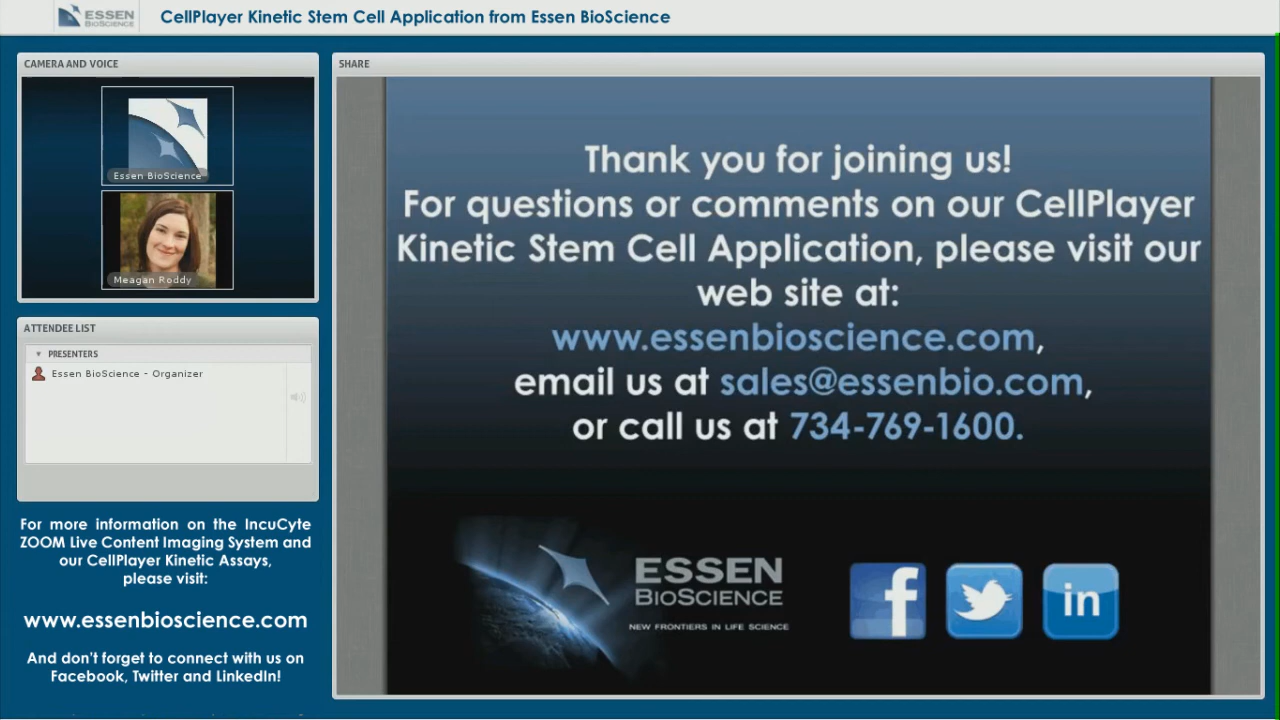 ESSEN
BIOSCIENCE
CellPlayer Kinetic Stem Cell Application from Essen BioScience
CAMERA AND VOICE
Essen BioScience
Meagan Roddy
ATTENDEE LIST
PRESENTERS
Essen BioScience - Organizer
For more information on the IncuCyte
ZOOM Live Content Imaging System and
our CellPlayer Kinetic Assays,
please visit:
www.essenbioscience.com
And don't forget to connect with us on
Facebook, Twitter and LinkedIn!
SHARE
Thank you for joining us!
For questions or comments on our CellPlayer
Kinetic Stem Cell Application, please visit our
web site at:
www.essenbioscience.com,
email us at sales@essenbio.com,
or call us at 734-769-1600.
ESSEN
BIOSCIENCE
NEW FRONTIERS IN LIFE SCIENCE
f
in